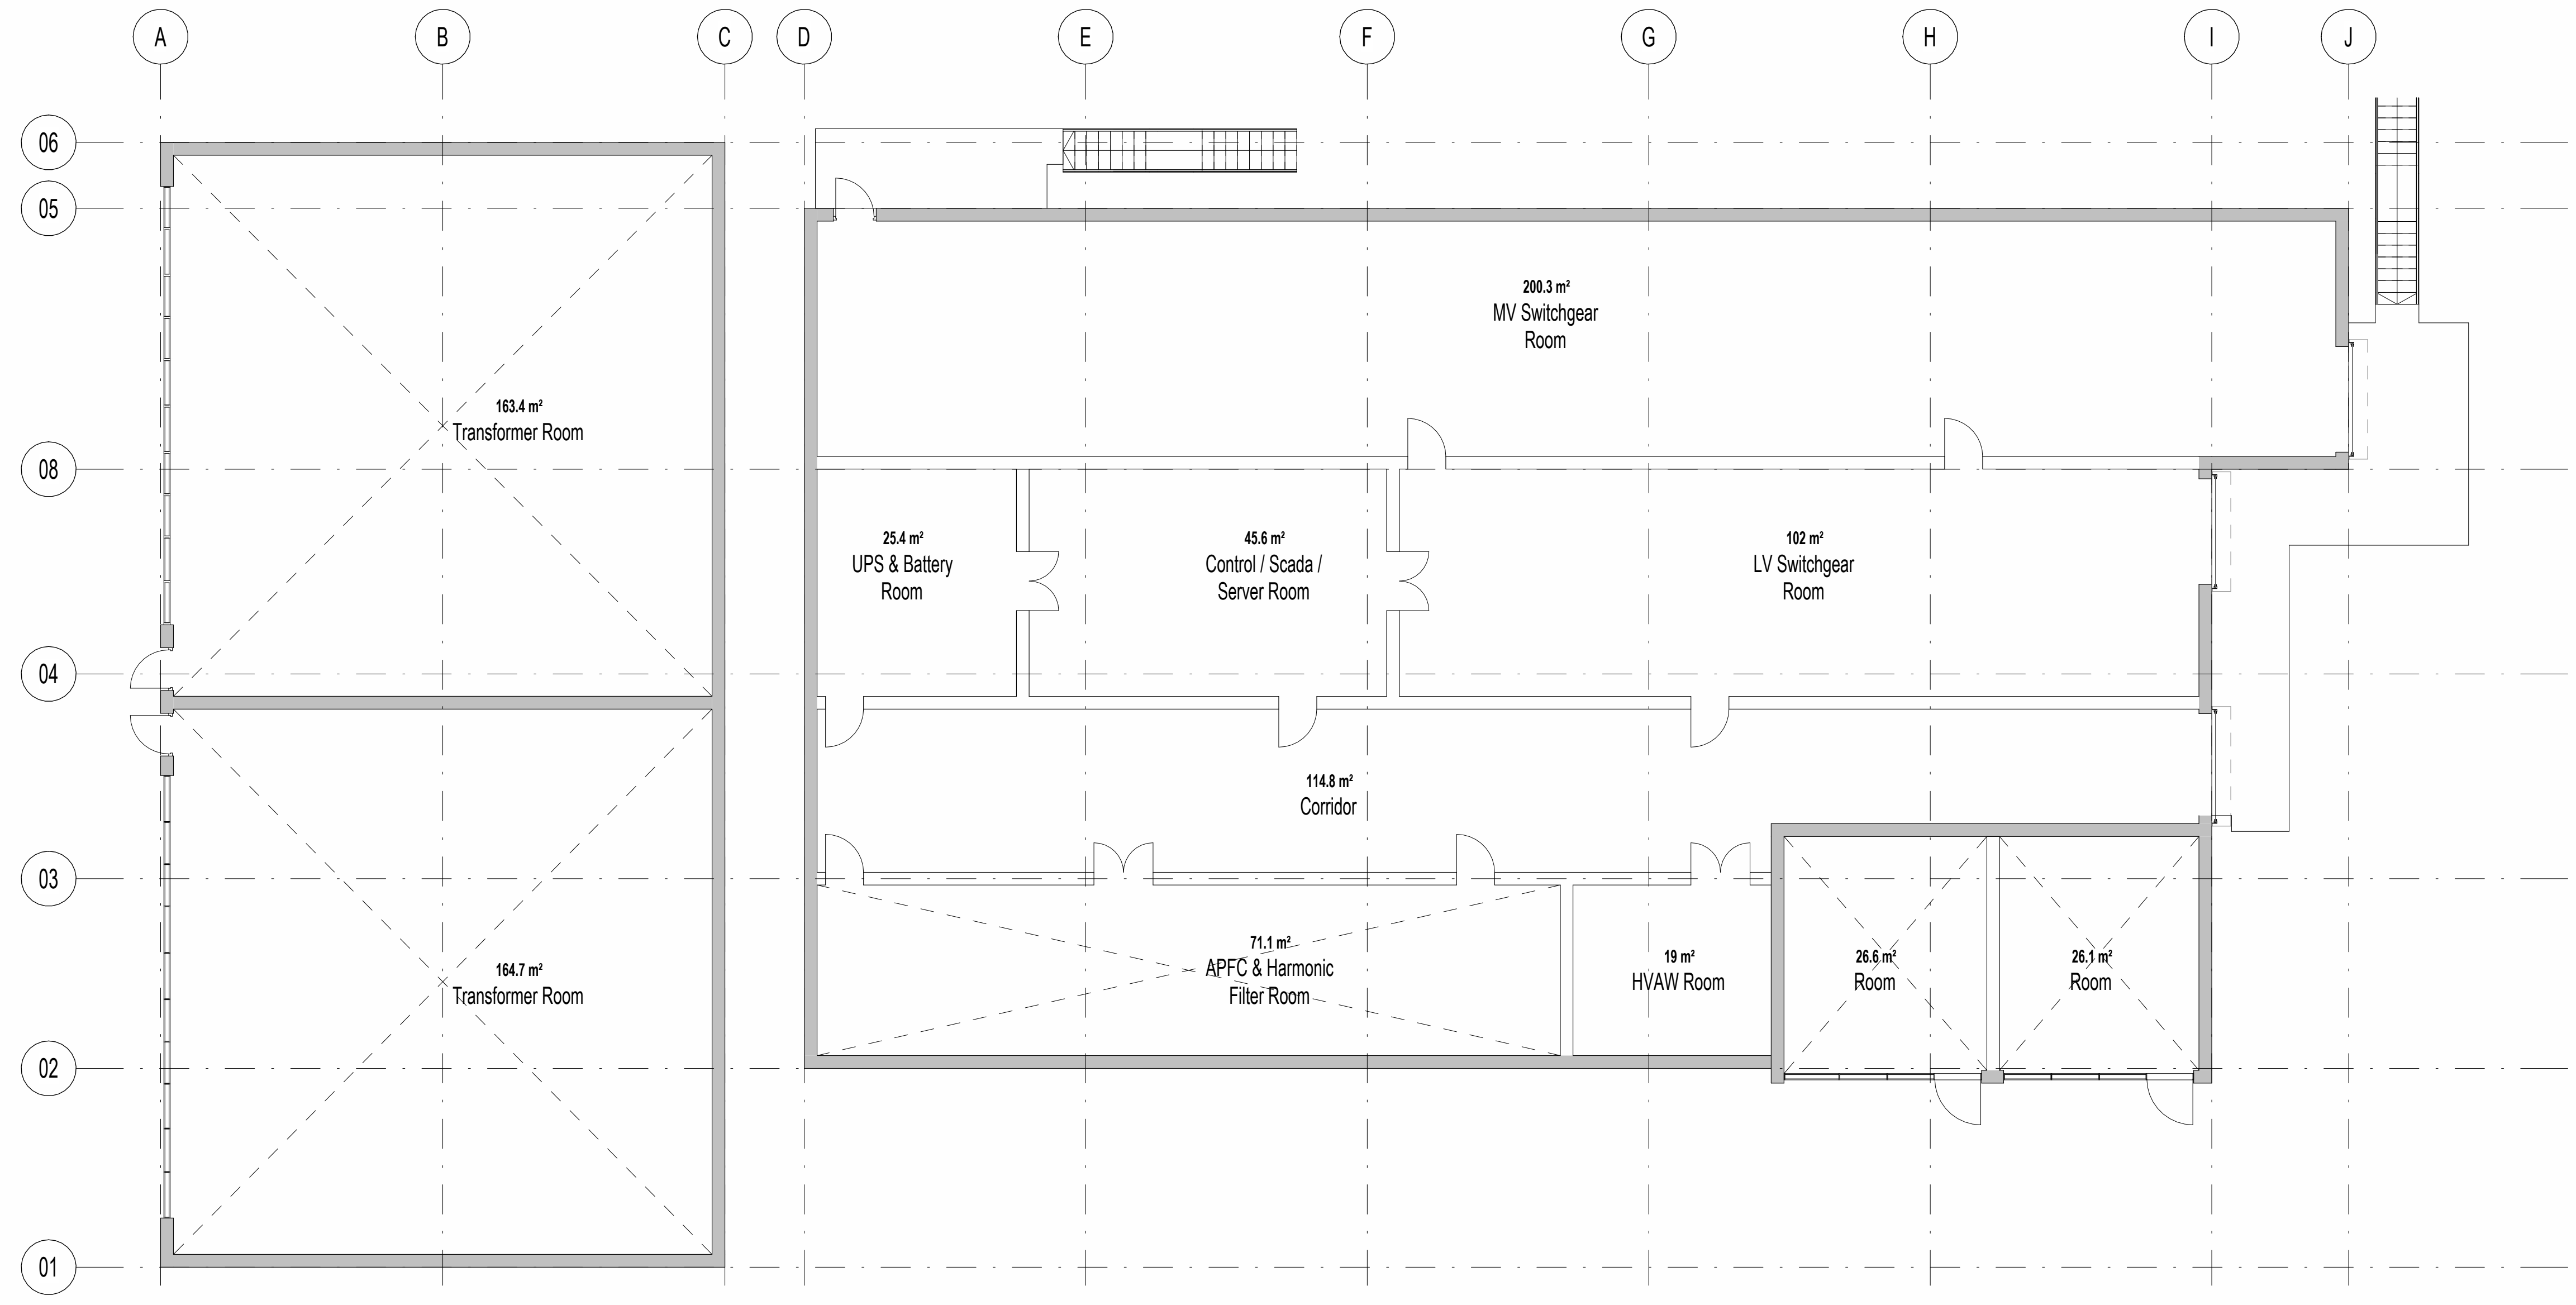 A
B
C
D
E
F
G
H
I
J
06
05
08
04
03
02
01
200.3 m²
MV Switchgear
Room
163.4 m²
Transformer Room
25.4 m²
UPS & Battery
Room
45.6 m²
Control / Scada /
Server Room
102 m²
LV Switchgear
Room
114.8 m²
Corridor
164.7 m²
Transformer Room
71.1 m²
APFC & Harmonic
Filter Room
19 m²
HVAW Room
26.6 m²
Room
26.1 m²
Room